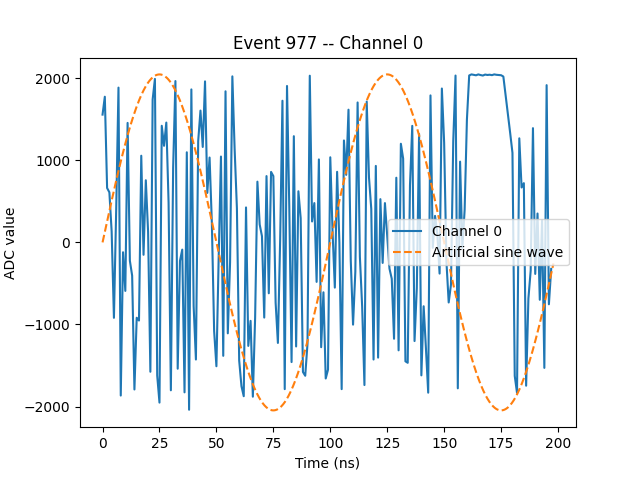 Event 977 -- Channel 0
ADC value
2000
1000
0
−1000
−2000
Channel 0
Artificial sine wave
0 25 50 75 100 125 150 175 200
Time (ns)